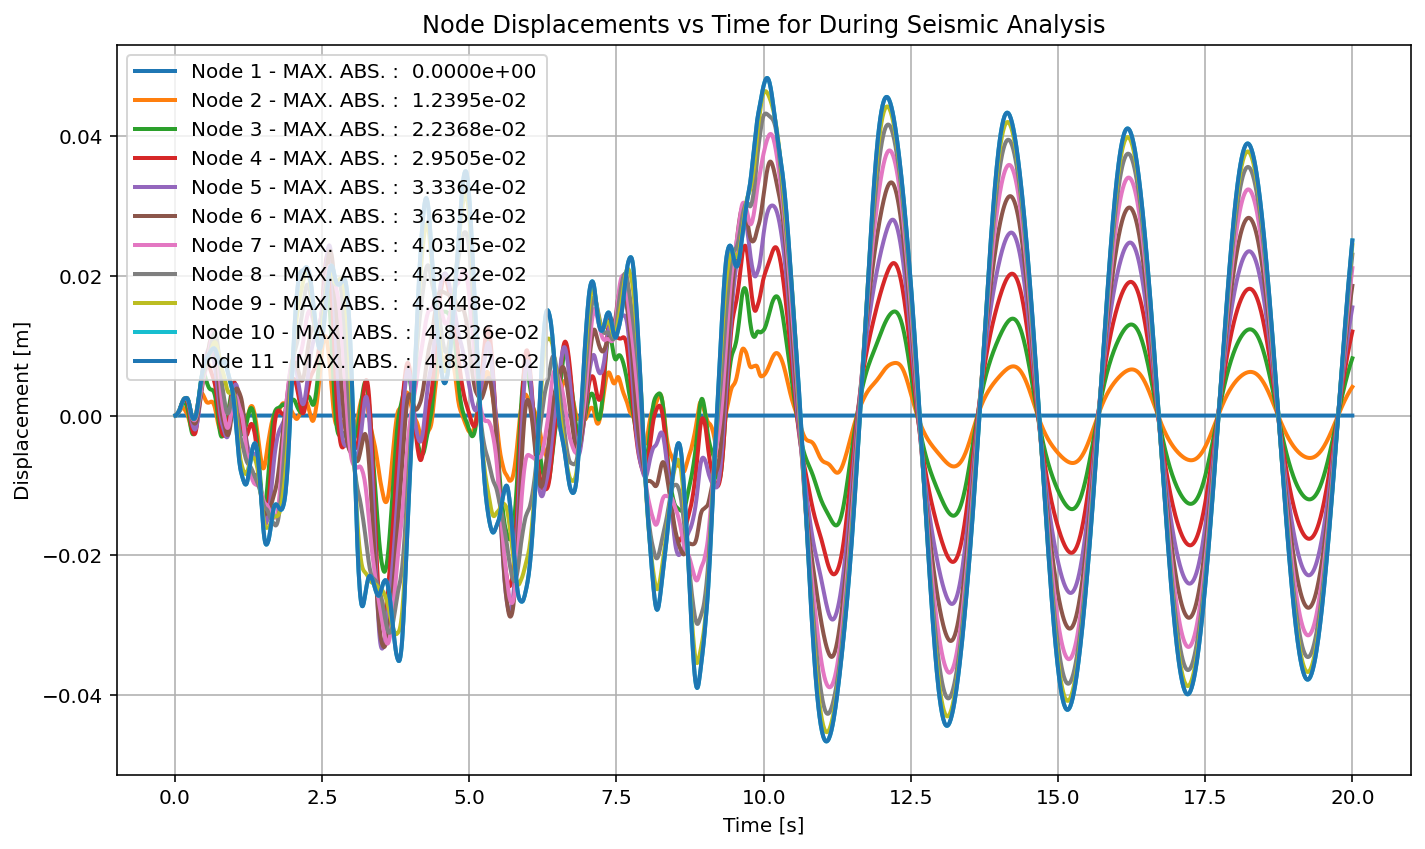 Node Displacements vs Time for During Seismic Analysis
Node 1 - MAX. ABS. : 0.0000e+00
Node 2 - MAX. ABS. : 1.2395e-02
Node 3 - MAX. ABS. : 2.2368e-02
Node 4 - MAX. ABS. : 2.9505e-02
Node 5 - MAX. ABS. : 3.3364e-02
Node 6 - MAX. ABS. : 3.6354e-02
Node 7 - MAX. ABS. : 4.0315e-02
Node 8 - MAX. ABS. : 4.3232e-02
Node 9 - MAX. ABS. : 4.6448e-02
Node 10 - MAX. ABS. : 4.8326e-02
Node 11 - MAX. ABS. : 4.8327e-02
Displacement [m]
0.04
0.02
0.00
−0.02
−0.04
0.0 2.5 5.0 7.5 10.0 12.5 15.0 17.5 20.0
Time [s]